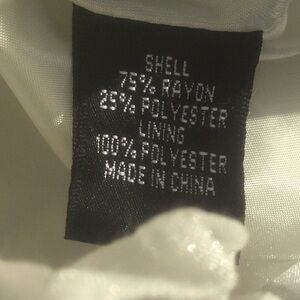 SHELL
75% RAYON
25% POLYESTER
LINING
100% POLYESTER
MADE IN CHINA